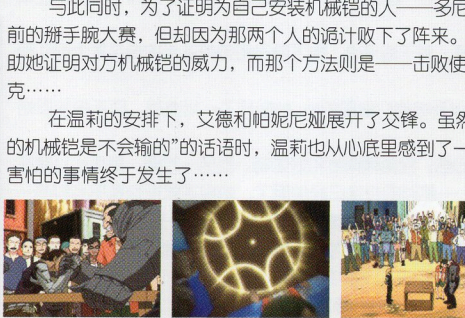 与此同时，为了证明为自己安装机械铠的人——多尼
前的掰手腕大赛，但却因为那两个人的诡计败下了阵来。
助她证明对方机械铠的威力，而那个方法则是——击败使
克……
在温莉的安排下，艾德和帕妮尼娅展开了交锋。虽然
的机械铠是不会输的”的话语时，温莉也从心底里感到了一
害怕的事情终于发生了……